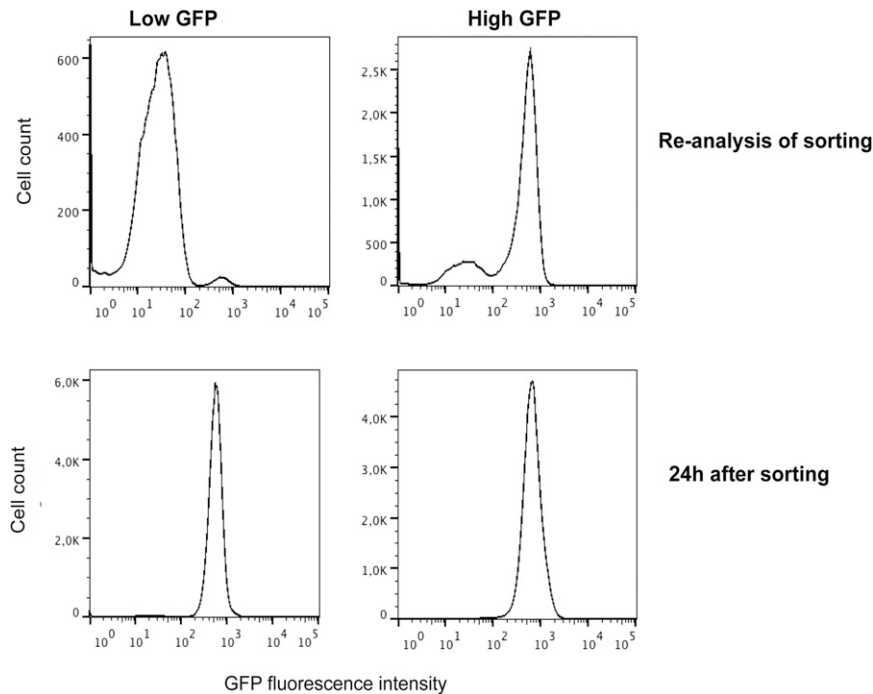 Low GFP
High GFP
Cell count
600
400
200
0
10^0 10^1 10^2 10^3 10^4 10^5
2,5K
2,0K
1,5K
1,0K
500
0
10^0 10^1 10^2 10^3 10^4 10^5
Re-analysis of sorting
Cell count
6,0K
4,0K
2,0K
0
10^0 10^1 10^2 10^3 10^4 10^5
4,0K
3,0K
2,0K
1,0K
0
10^0 10^1 10^2 10^3 10^4 10^5
24h after sorting
GFP fluorescence intensity